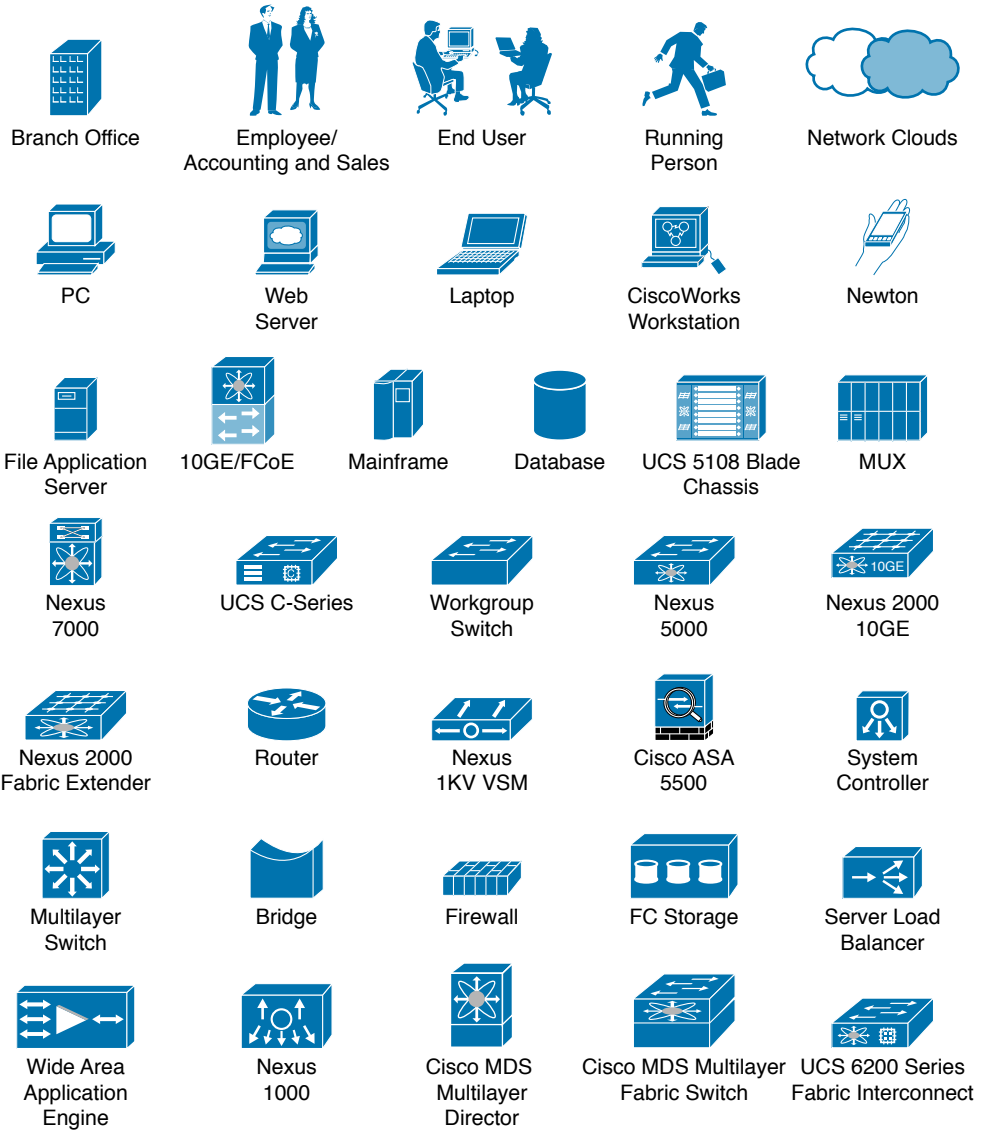 Branch Office
Employee/
Accounting and Sales
End User
Running
Person
Network Clouds
PC
Web
Server
Laptop
CiscoWorks
Workstation
Newton
File Application
Server
10GE/FCoE
Mainframe
Database
UCS 5108 Blade
Chassis
MUX
Nexus
7000
C
UCS C-Series
Workgroup
Switch
Nexus
5000
10GE
Nexus 2000
10GE
Nexus 2000
Fabric Extender
Router
Nexus
1KV VSM
Cisco ASA
5500
System
Controller
Multilayer
Switch
Bridge
Firewall
FC Storage
Server Load
Balancer
Wide Area
Application
Engine
Nexus
1000
Cisco MDS
Multilayer
Director
Cisco MDS Multilayer
Fabric Switch
UCS 6200 Series
Fabric Interconnect